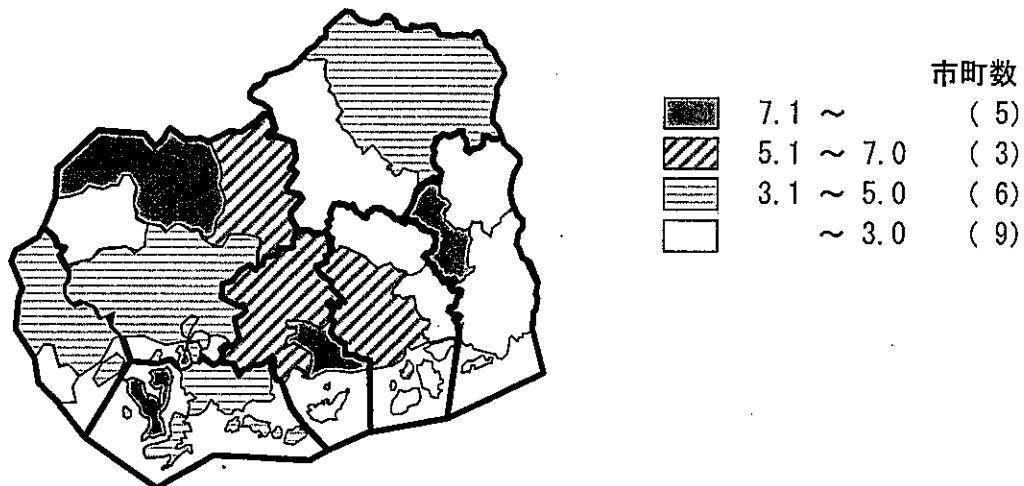 市町数
7.1 ～ ( 5)
5.1 ～ 7.0 ( 3)
3.1 ～ 5.0 ( 6)
～ 3.0 ( 9)